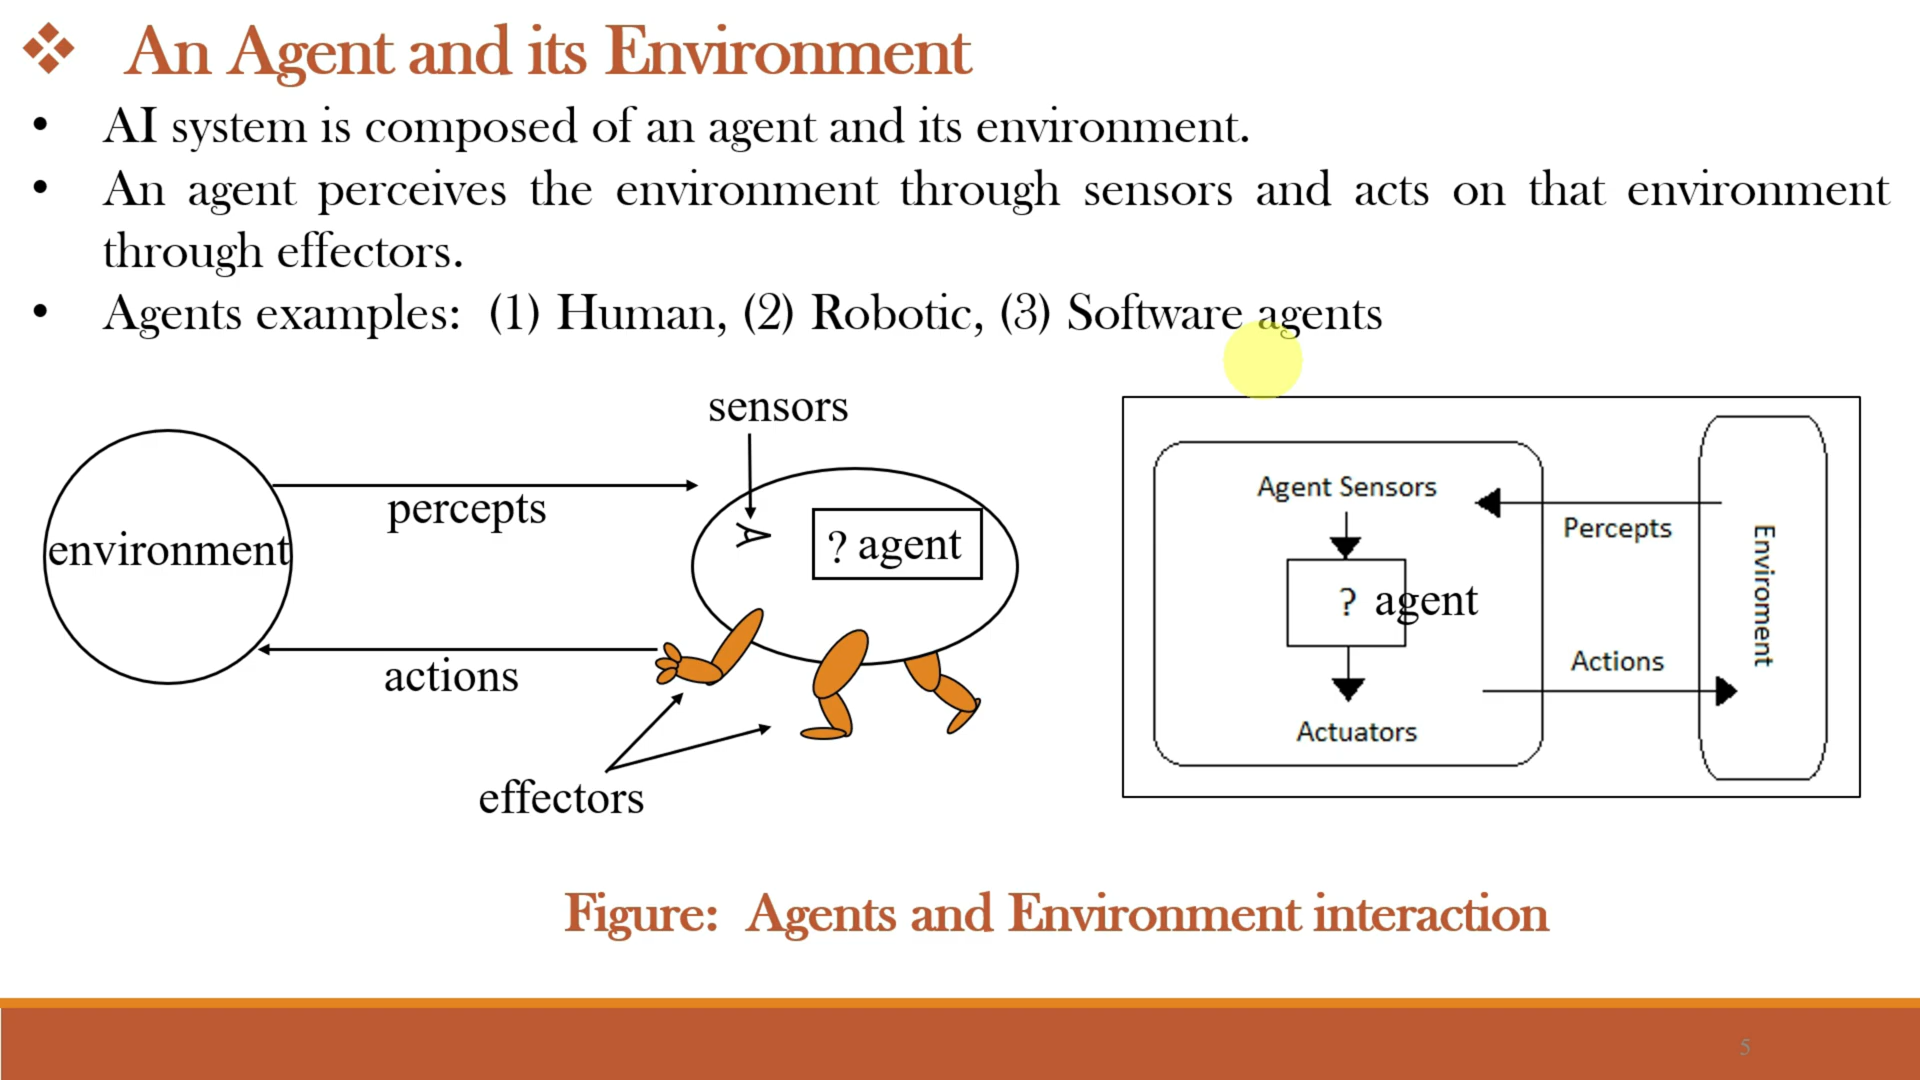 ❖ An Agent and its Environment
• AI system is composed of an agent and its environment.
• An agent perceives the environment through sensors and acts on that environment
through effectors.
• Agents examples: (1) Human, (2) Robotic, (3) Software agents
sensors
percepts
environment
? agent
actions
effectors
Agent Sensors
Percepts
? agent
Enviroment
Actions
Actuators
Figure: Agents and Environment interaction
5